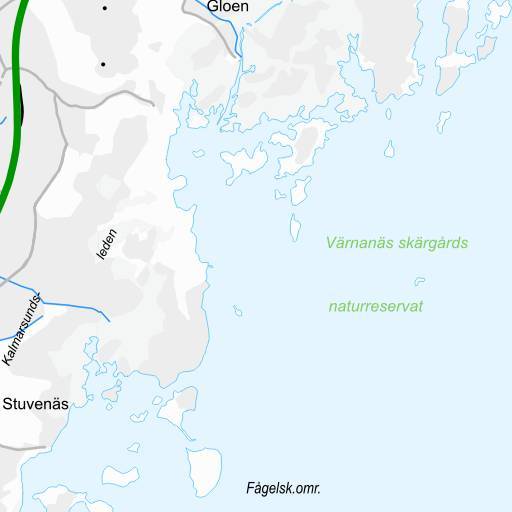 Gloen
Värnanäs skärgårds
naturreservat
leden
Kalmarsunds-
Stuvenäs
Fågelsk.omr.